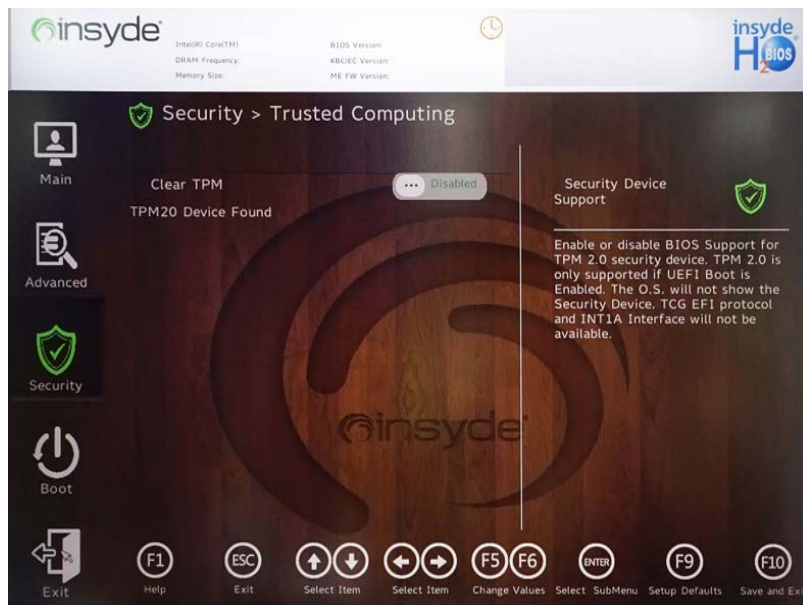 insyde
insyde
H2O BIOS
Intel(R) Core(TM)
BIOS Version:
DRAM Frequency:
KBC/EC Version:
Memory Size:
ME FW Version:
Security > Trusted Computing
Main
Clear TPM
Disabled
TPM20 Device Found
Security Device
Support
Enable or disable BIOS Support for
TPM 2.0 security device. TPM 2.0 is
only supported if UEFI Boot is
Enabled. The O.S. will not show the
Security Device. TCG EFI protocol
and INT1A Interface will not be
available.
Advanced
Security
insyde
Boot
Exit
F1
Help
ESC
Exit
Select Item
Select Item
F5 F6
Change Values
ENTER
Select SubMenu
F9
Setup Defaults
F10
Save and Ex